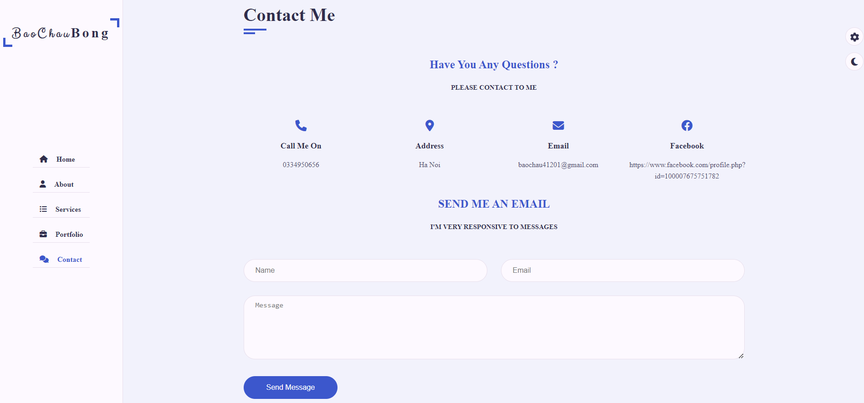 BaoChauBong
Home
About
Services
Portfolio
Contact
Contact Me
Have You Any Questions ?
PLEASE CONTACT TO ME
Call Me On
0334950656
Address
Ha Noi
Email
baochau41201@gmail.com
Facebook
https://www.facebook.com/profile.php?
id=100007675751782
SEND ME AN EMAIL
I'M VERY RESPONSIVE TO MESSAGES
Name
Email
Message
Send Message